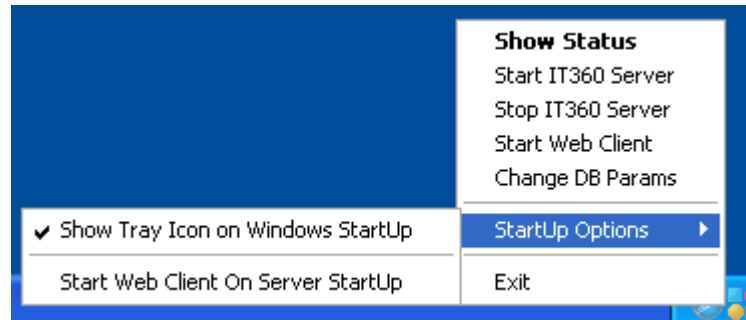 Show Status
Start IT360 Server
Stop IT360 Server
Start Web Client
Change DB Params
StartUp Options
Exit
Show Tray Icon on Windows StartUp
Start Web Client On Server StartUp